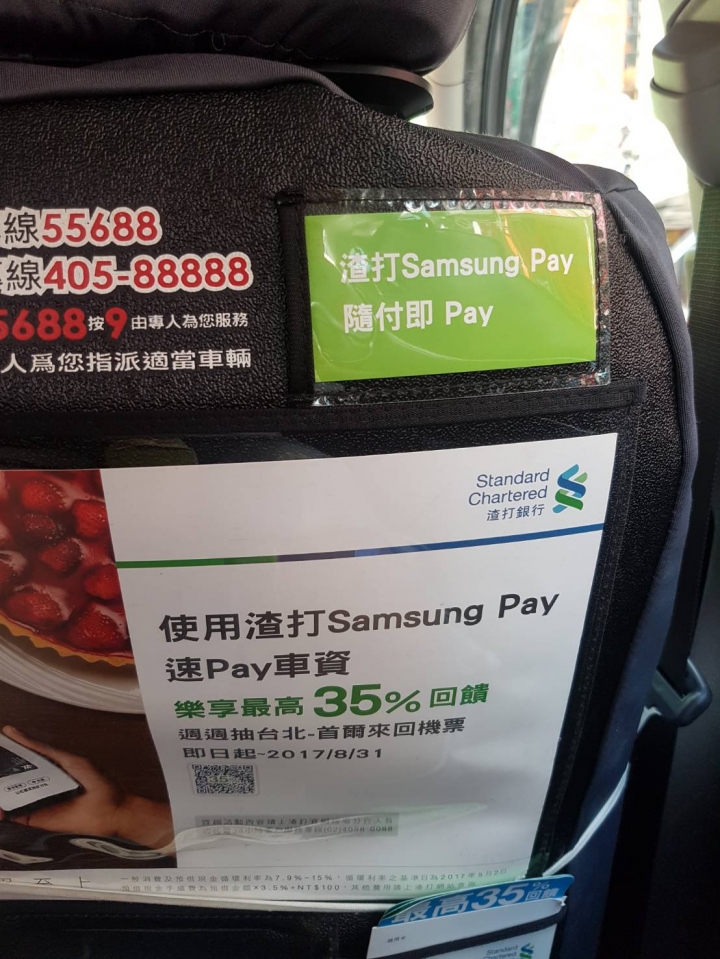 線55688
線405-88888
5688按9由專人為您服務
人爲您指派適當車輛
渣打Samsung Pay
隨付即 Pay
Standard
Chartered
渣打銀行
使用渣打Samsung Pay
速Pay車資
樂享最高35%回饋
週週抽台北-首爾來回機票
即日起~2017/8/31
最高35%回饋
Standard
Chartered